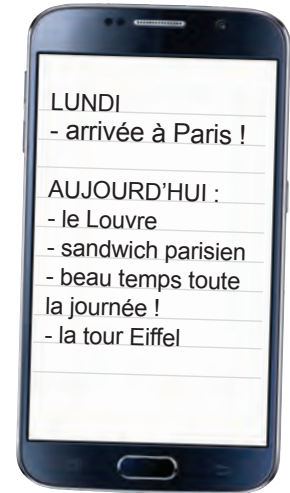 LUNDI
- arrivée à Paris !
AUJOURD’HUI :
- le Louvre
- sandwich parisien
- beau temps toute
la journée !
- la tour Eiffel